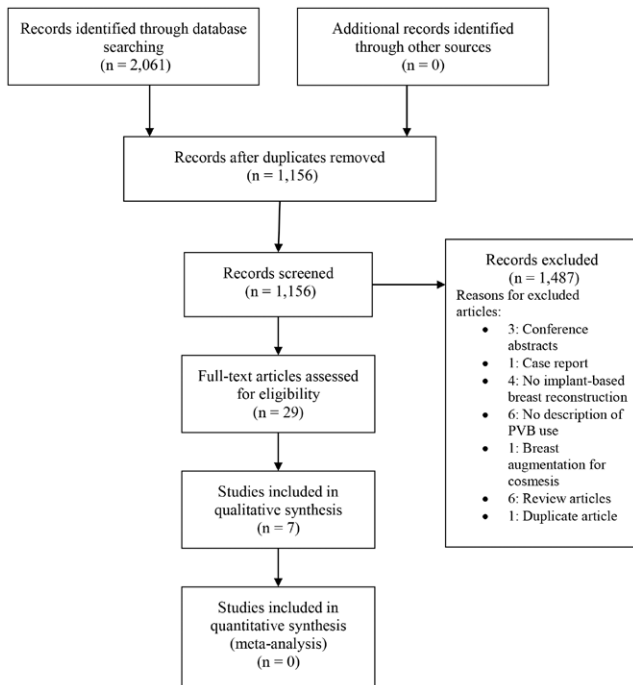 Records identified through database
searching
(n = 2,061)
Additional records identified
through other sources
(n = 0)
Records after duplicates removed
(n = 1,156)
Records screened
(n = 1,156)
Records excluded
(n = 1,487)
Reasons for excluded
articles:
• 3: Conference
abstracts
• 1: Case report
• 4: No implant-based
breast reconstruction
• 6: No description of
PVB use
• 1: Breast
augmentation for
cosmesis
• 6: Review articles
• 1: Duplicate article
Full-text articles assessed
for eligibility
(n = 29)
Studies included in
qualitative synthesis
(n = 7)
Studies included in
quantitative synthesis
(meta-analysis)
(n = 0)